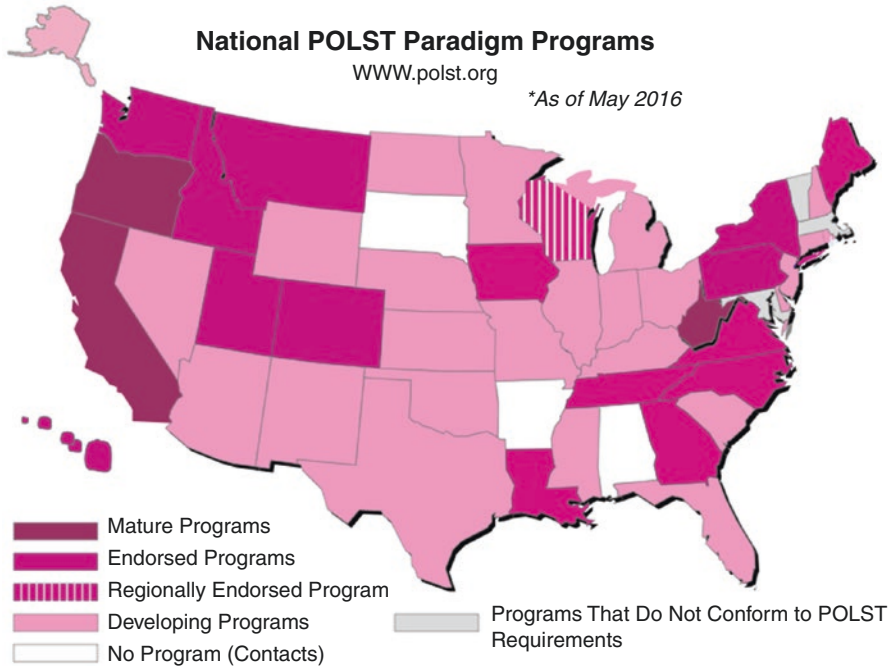 National POLST Paradigm Programs
WWW.polst.org
*As of May 2016
Mature Programs
Endorsed Programs
Regionally Endorsed Program
Developing Programs
No Program (Contacts)
Programs That Do Not Conform to POLST
Requirements